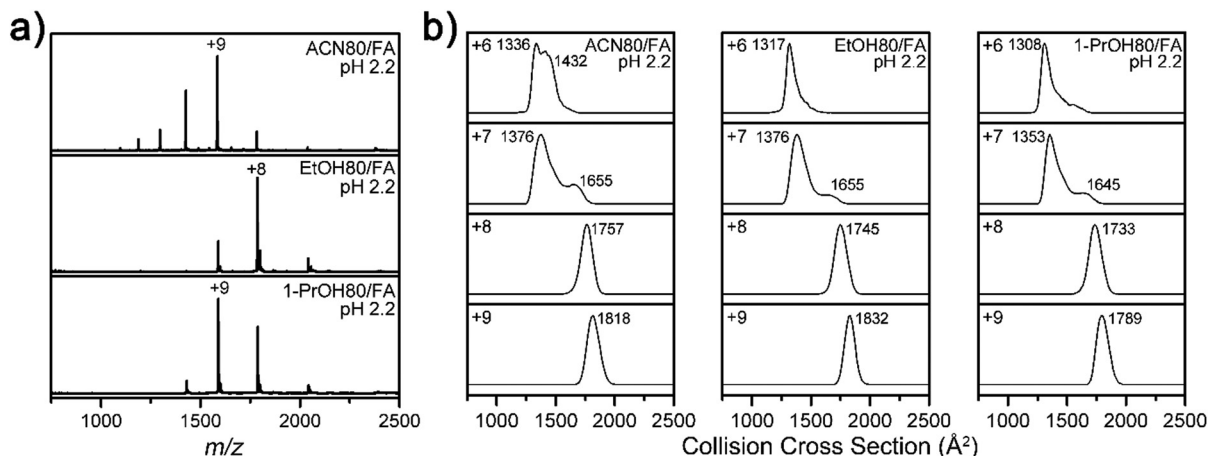 a)
+9
ACN80/FA
pH 2.2
+8
EtOH80/FA
pH 2.2
+9
1-PrOH80/FA
pH 2.2
1000 1500 2000 2500
m/z
b)
+6 1336 1432 ACN80/FA
pH 2.2
+7 1376 1655
+8 1757
+9 1818
1000 1500 2000 2500
+6 1317 EtOH80/FA
pH 2.2
+7 1376 1655
+8 1745
+9 1832
1000 1500 2000 2500
+6 1308 1-PrOH80/FA
pH 2.2
+7 1353 1645
+8 1733
+9 1789
1000 1500 2000 2500
Collision Cross Section (Å²)